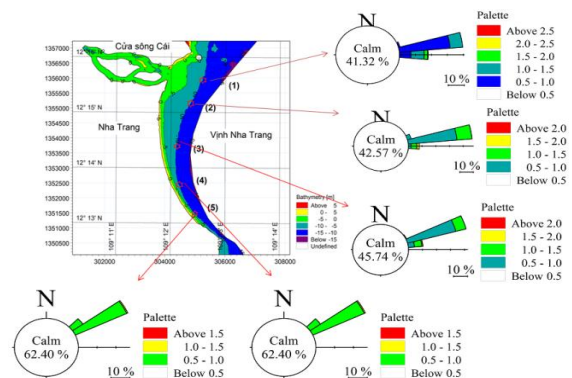 1357000
1356000
1355000
1354000
1353500
1352500
1351500
1350500
12° 15'
12° 14'
12° 13'
Cửa sông Cái
Nha Trang
Vịnh Nha Trang
(1)
(2)
(3)
(4)
(5)
109° 11' E
109° 12' E
109° 14' E
302000
304000
306000
308000
Bathymetry [m]
Above 5
0 - 5
-5 - 0
-10 - -5
-15 - -10
Below -15
Undefined
N
Calm
41.32 %
10 %
Palette
Above 2.5
2.0 - 2.5
1.5 - 2.0
1.0 - 1.5
0.5 - 1.0
Below 0.5
Calm
42.57 %
10 %
Palette
Above 2.0
1.5 - 2.0
1.0 - 1.5
0.5 - 1.0
Below 0.5
N
Calm
45.74 %
10 %
Palette
Above 2.0
1.5 - 2.0
1.0 - 1.5
0.5 - 1.0
Below 0.5
N
Calm
62.40 %
10 %
Palette
Above 1.5
1.0 - 1.5
0.5 - 1.0
Below 0.5
N
Calm
62.40 %
10 %
Palette
Above 1.5
1.0 - 1.5
0.5 - 1.0
Below 0.5